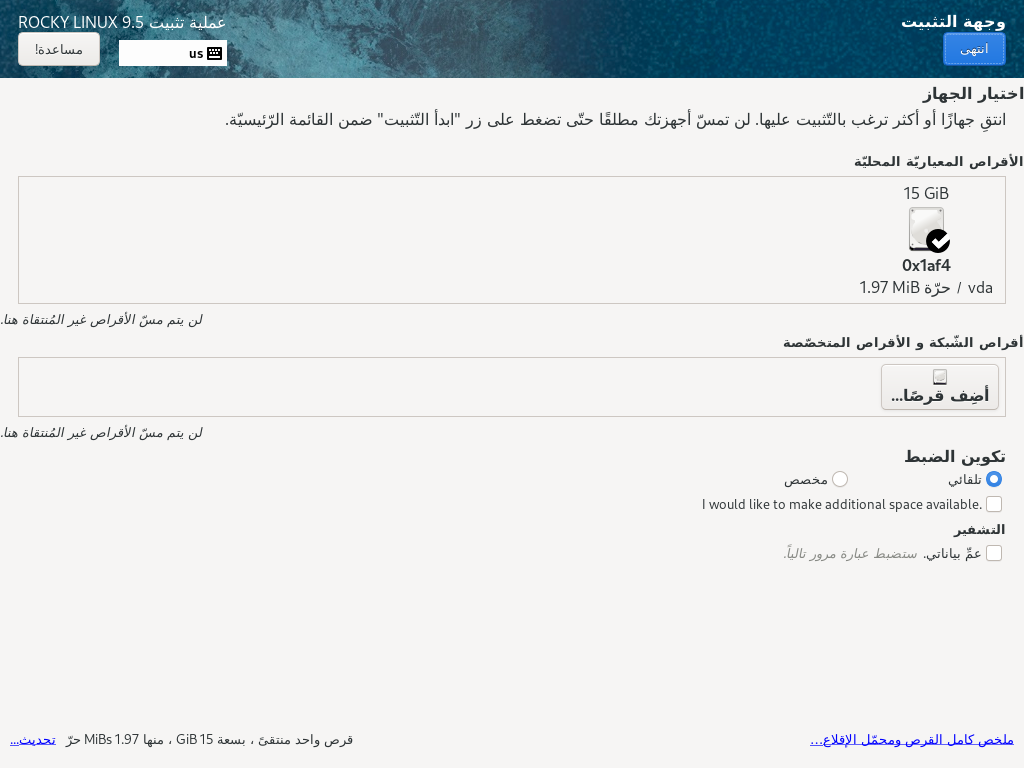 وجهة التثبيت
عملية تثبيت ROCKY LINUX 9.5
انتهى
us
مساعدة!
اختيار الجهاز
انتقِ جهازًا أو أكثر ترغب بالتّثبيت عليها. لن تمسّ أجهزتك مطلقًا حتّى تضغط على زر "ابدأ التّثبيت" ضمن القائمة الرّئيسيّة.
الأقراص المعياريّة المحليّة
15 GiB
0x1af4
vda / 1.97 MiB حرّة
لن يتم مسّ الأقراص غير المُنتقاة هنا.
أقراص الشّبكة و الأقراص المتخصّصة
أضِف قرصًا...
لن يتم مسّ الأقراص غير المُنتقاة هنا.
تكوين الضبط
تلقائي
مخصص
I would like to make additional space available.
التشفير
عمٍّ بياناتي. ستضبط عبارة مرور تالياً.
ملخص كامل القرص ومحمّل الإقلاع…
قرص واحد منتقىً ، بسعة 15 GiB ، منها 1.97 MiBs حرّ
تحديث...